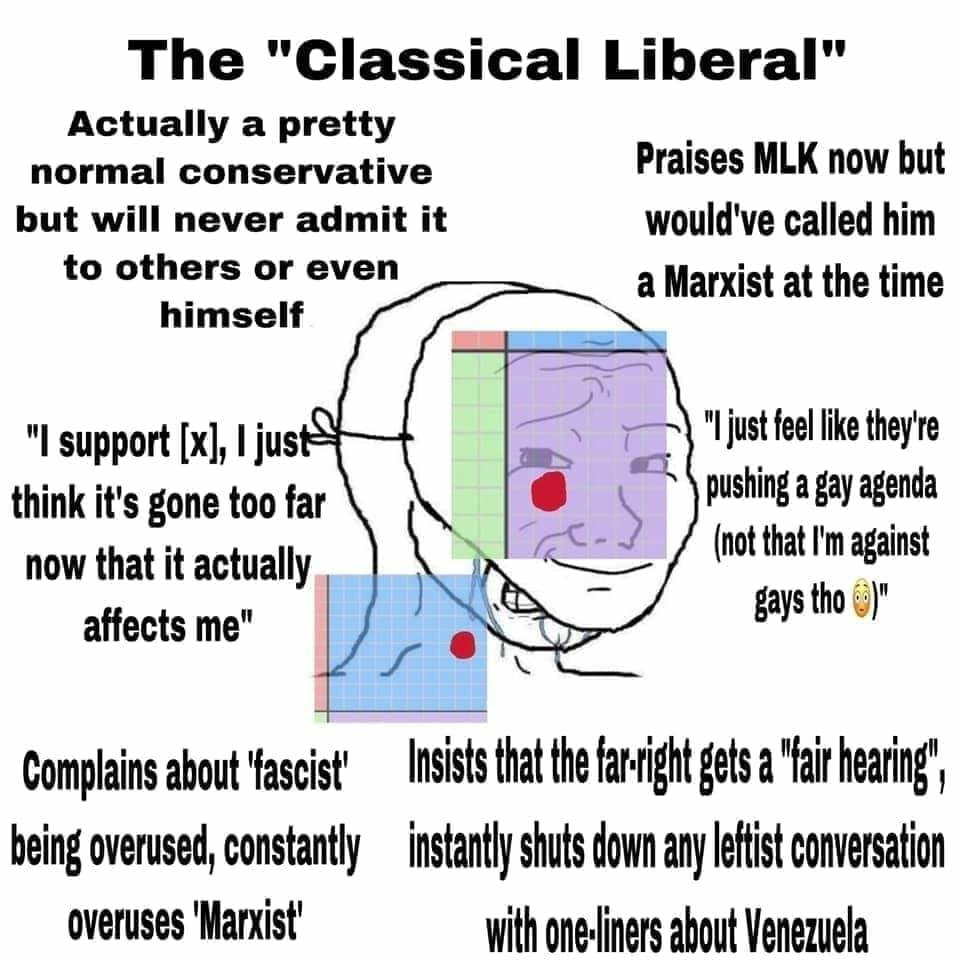 The "Classical Liberal"
Actually a pretty
normal conservative
but will never admit it
to others or even
himself
Praises MLK now but
would've called him
a Marxist at the time
"I support [x], I just
think it's gone too far
now that it actually
affects me"
"I just feel like they're
pushing a gay agenda
(not that I'm against
gays tho 😳)"
Complains about 'fascist'
being overused, constantly
overuses 'Marxist'
Insists that the far-right gets a "fair hearing",
instantly shuts down any leftist conversation
with one-liners about Venezuela